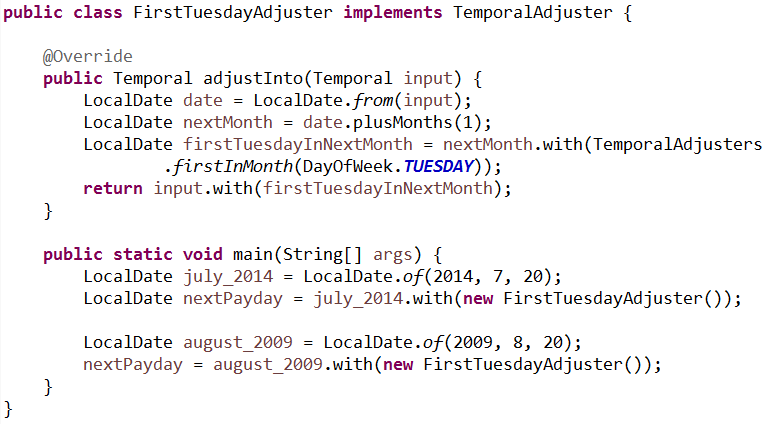 public class FirstTuesdayAdjuster implements TemporalAdjuster {
@Override
public Temporal adjustInto(Temporal input) {
LocalDate date = LocalDate.from(input);
LocalDate nextMonth = date.plusMonths(1);
LocalDate firstTuesdayInNextMonth = nextMonth.with(TemporalAdjusters
.firstInMonth(DayOfWeek.TUESDAY));
return input.with(firstTuesdayInNextMonth);
}
public static void main(String[] args) {
LocalDate july_2014 = LocalDate.of(2014, 7, 20);
LocalDate nextPayday = july_2014.with(new FirstTuesdayAdjuster());
LocalDate august_2009 = LocalDate.of(2009, 8, 20);
nextPayday = august_2009.with(new FirstTuesdayAdjuster());
}
}